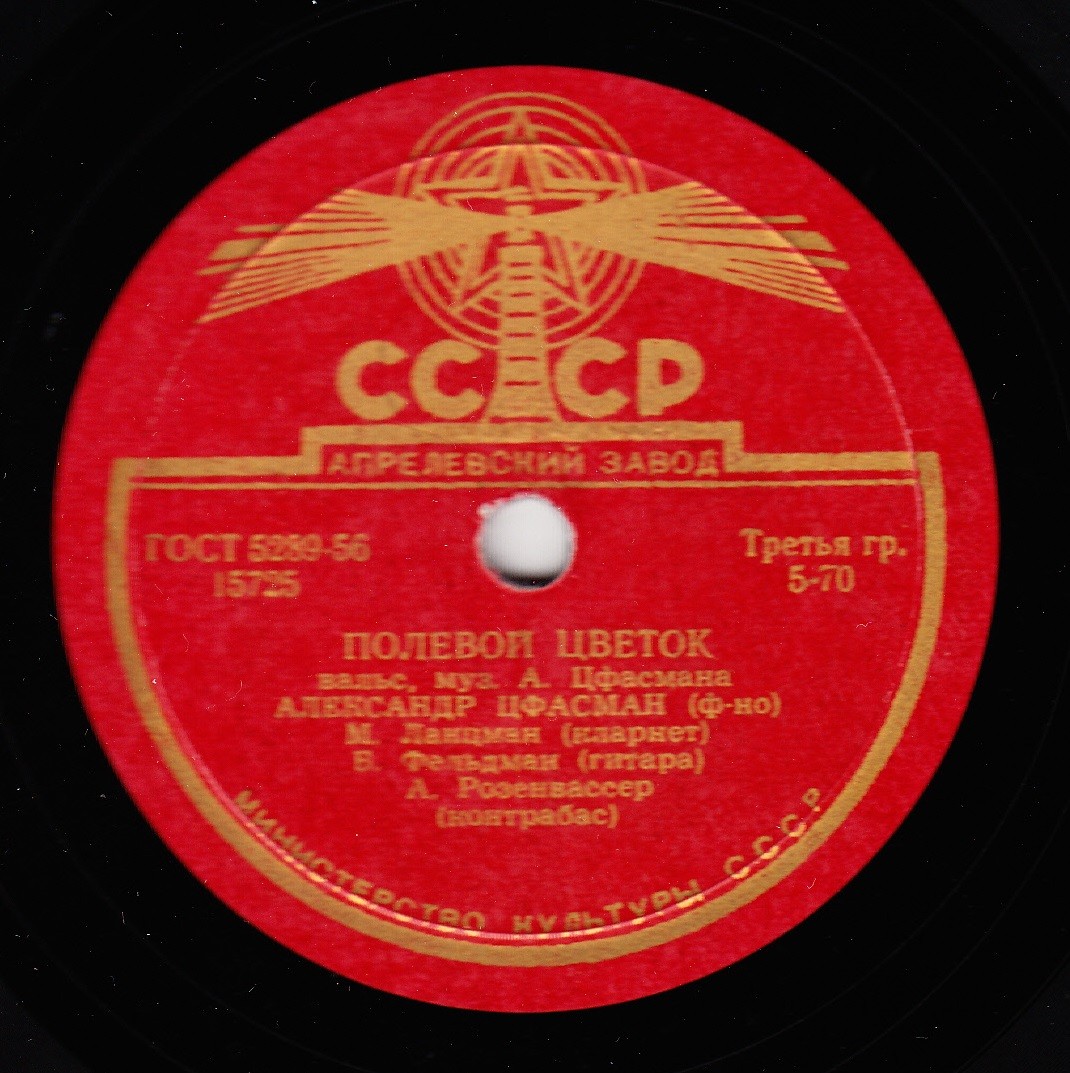 СССР
АПРЕЛЕВСКИЙ ЗАВОД
ГОСТ 5289-56
15725
Третья гр.
5-70
ПОЛЕВОЙ ЦВЕТОК
вальс, муз. А. Цфасмана
АЛЕКСАНДР ЦФАСМАН (ф-но)
М. Ланцман (кларнет)
В. Фельдман (гитара)
А. Розенвассер
(контрабас)
МИНИСТЕРСТВО КУЛЬТУРЫ С.С.С.Р